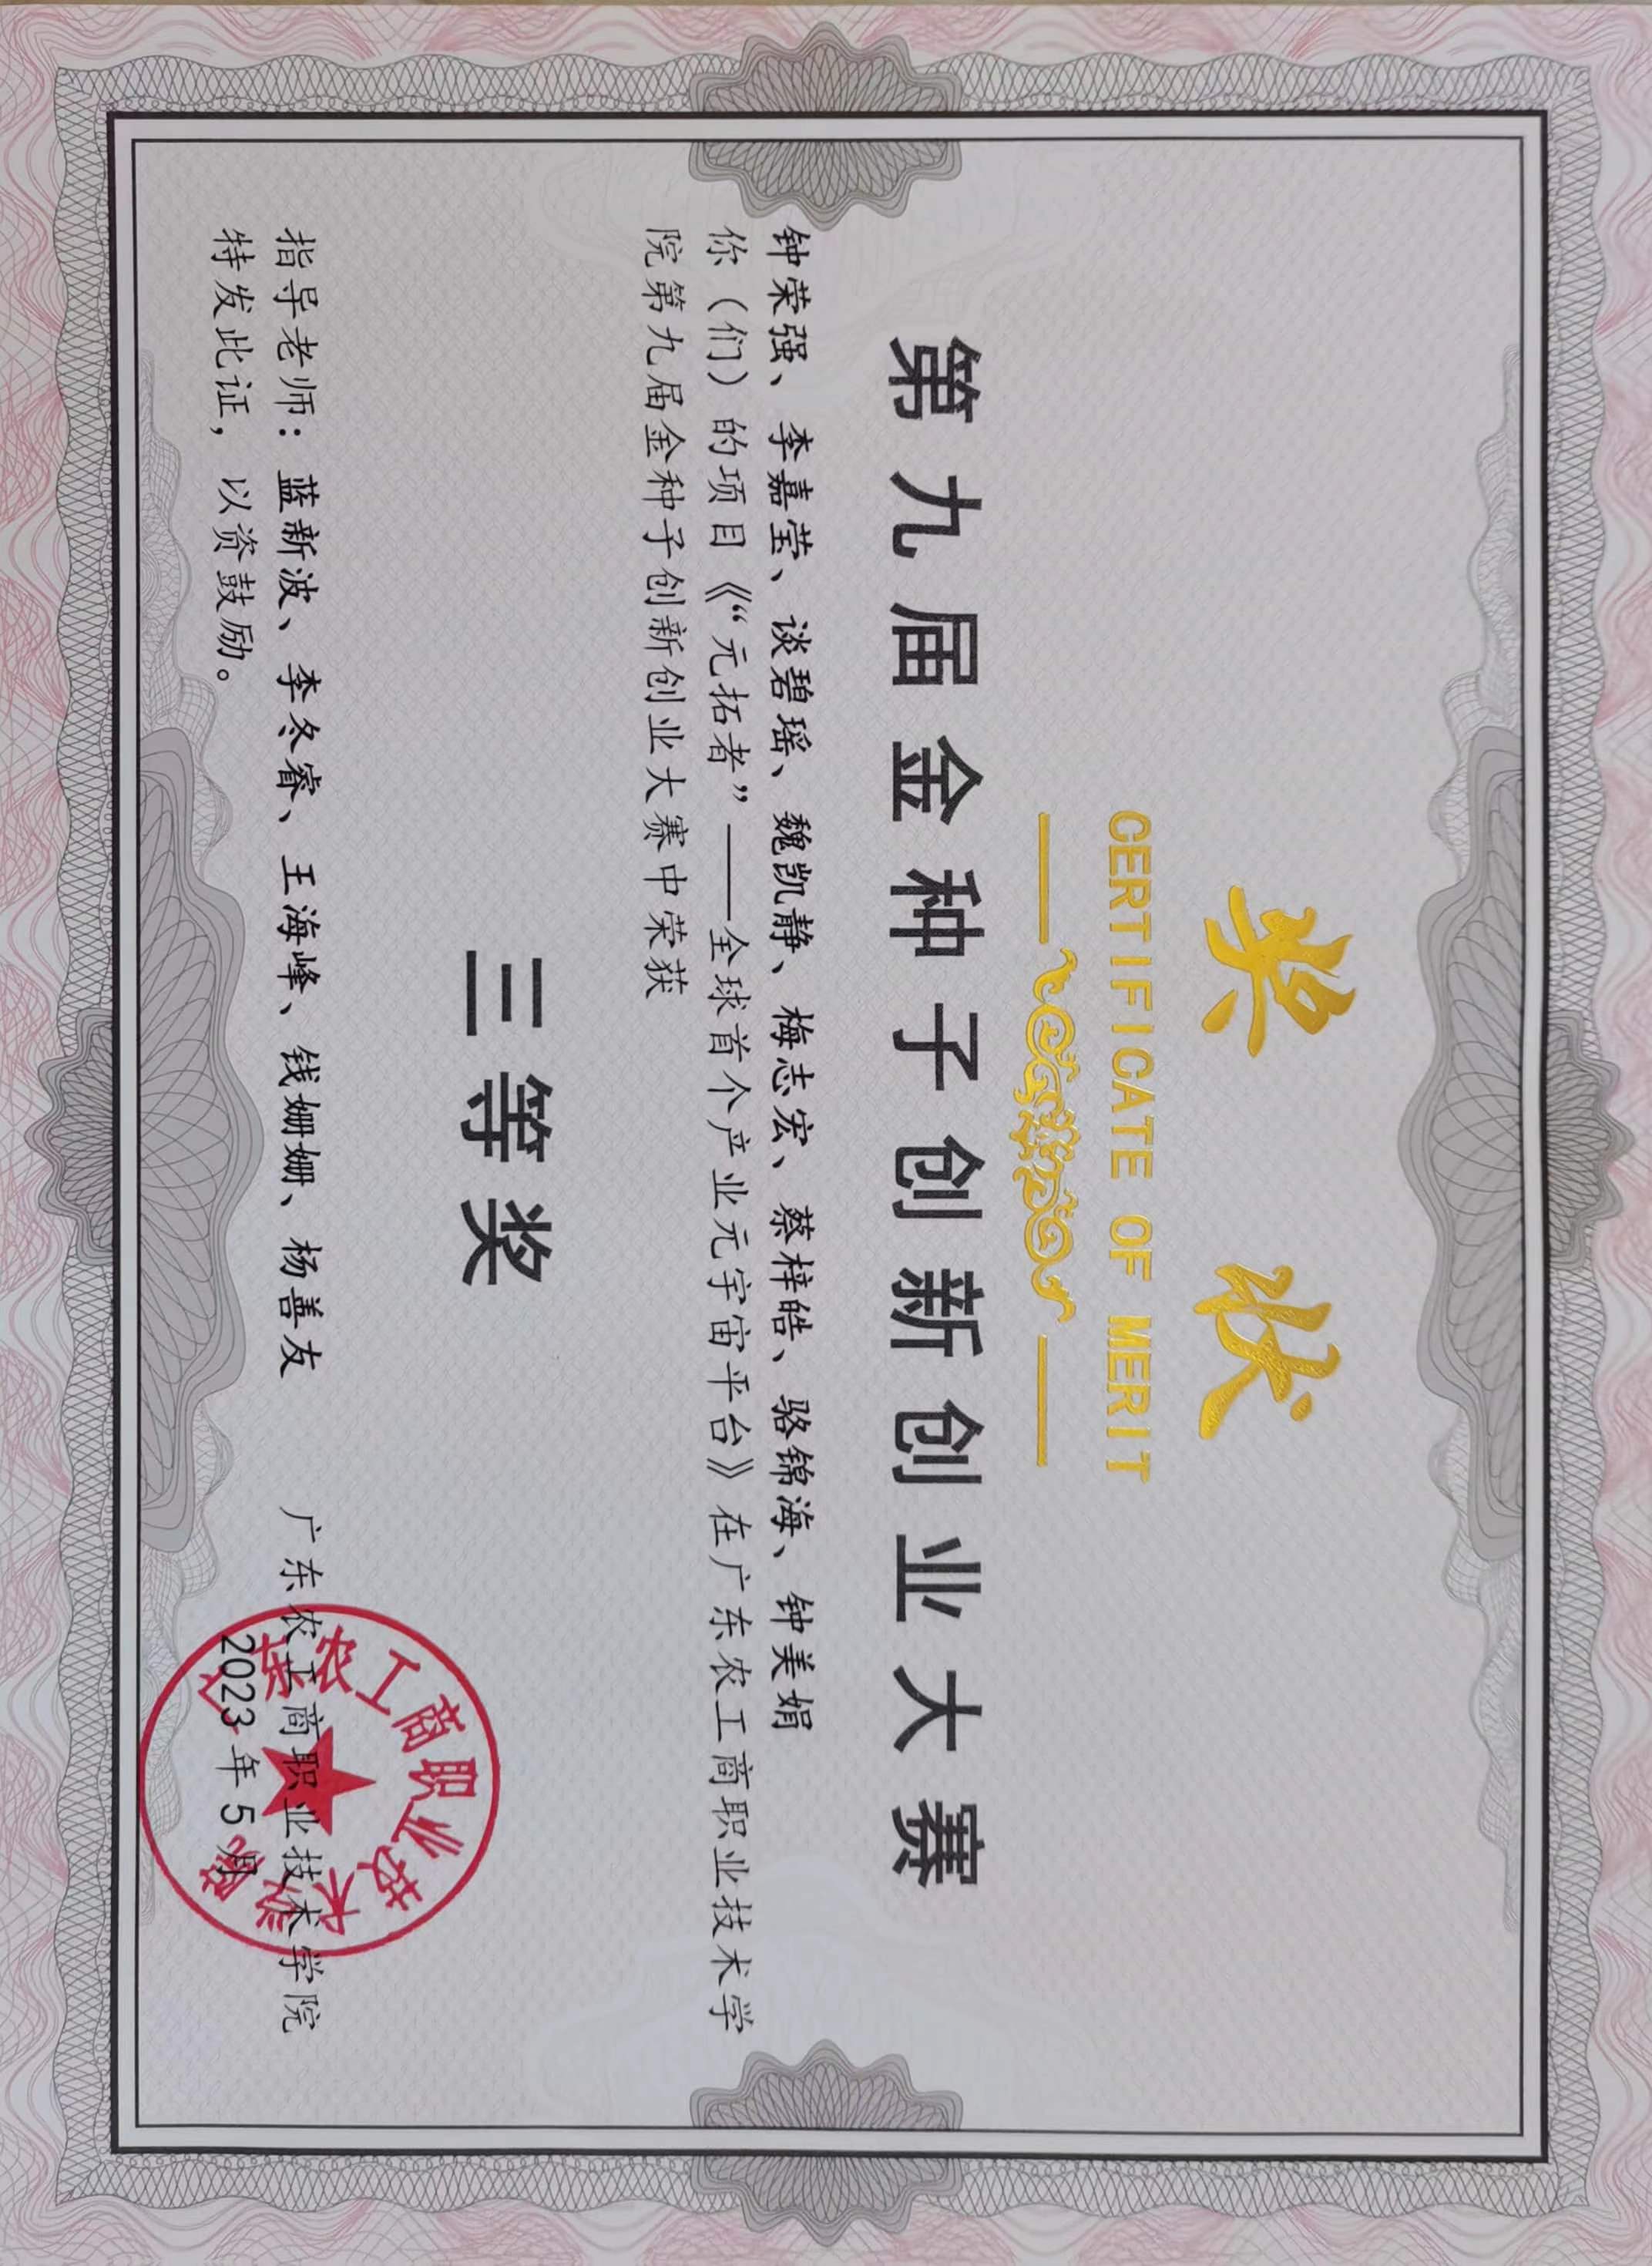 奖 状
CERTIFICATE OF MERIT
第九届金种子创新创业大赛
钟荣强、李嘉莹、谈碧瑶、魏凯静、梅志宏、蔡梓皓、骆锦海、钟美娟
你（们）的项目《“元拓者”——全球首个产业元宇宙平台》在广东农工商职业技术学
院第九届金种子创新创业大赛中荣获
三等奖
指导老师：蓝新波、李冬睿、王海峰、钱姗姗、杨善友
特发此证，以资鼓励。
广东农工商职业技术学院
2023 年 5 月
广东农工商职业技术学院